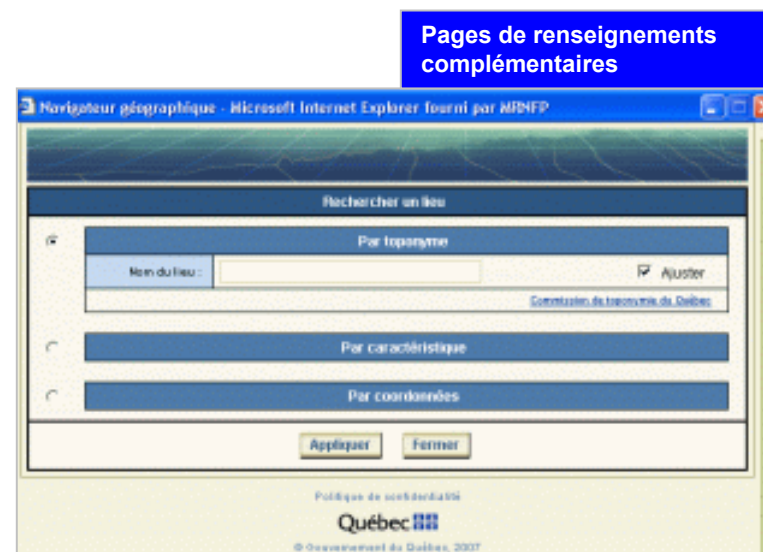 Pages de renseignements
complémentaires
Navigateur géographique - Microsoft Internet Explorer fourni par MRNFP
Rechercher un lieu
Par toponyme
Nom du lieu : Ajuster
Commission de toponymie du Québec
Par caractéristique
Par coordonnées
Appliquer Fermer
Politique de confidentialité
Québec
© Gouvernement du Québec, 2007